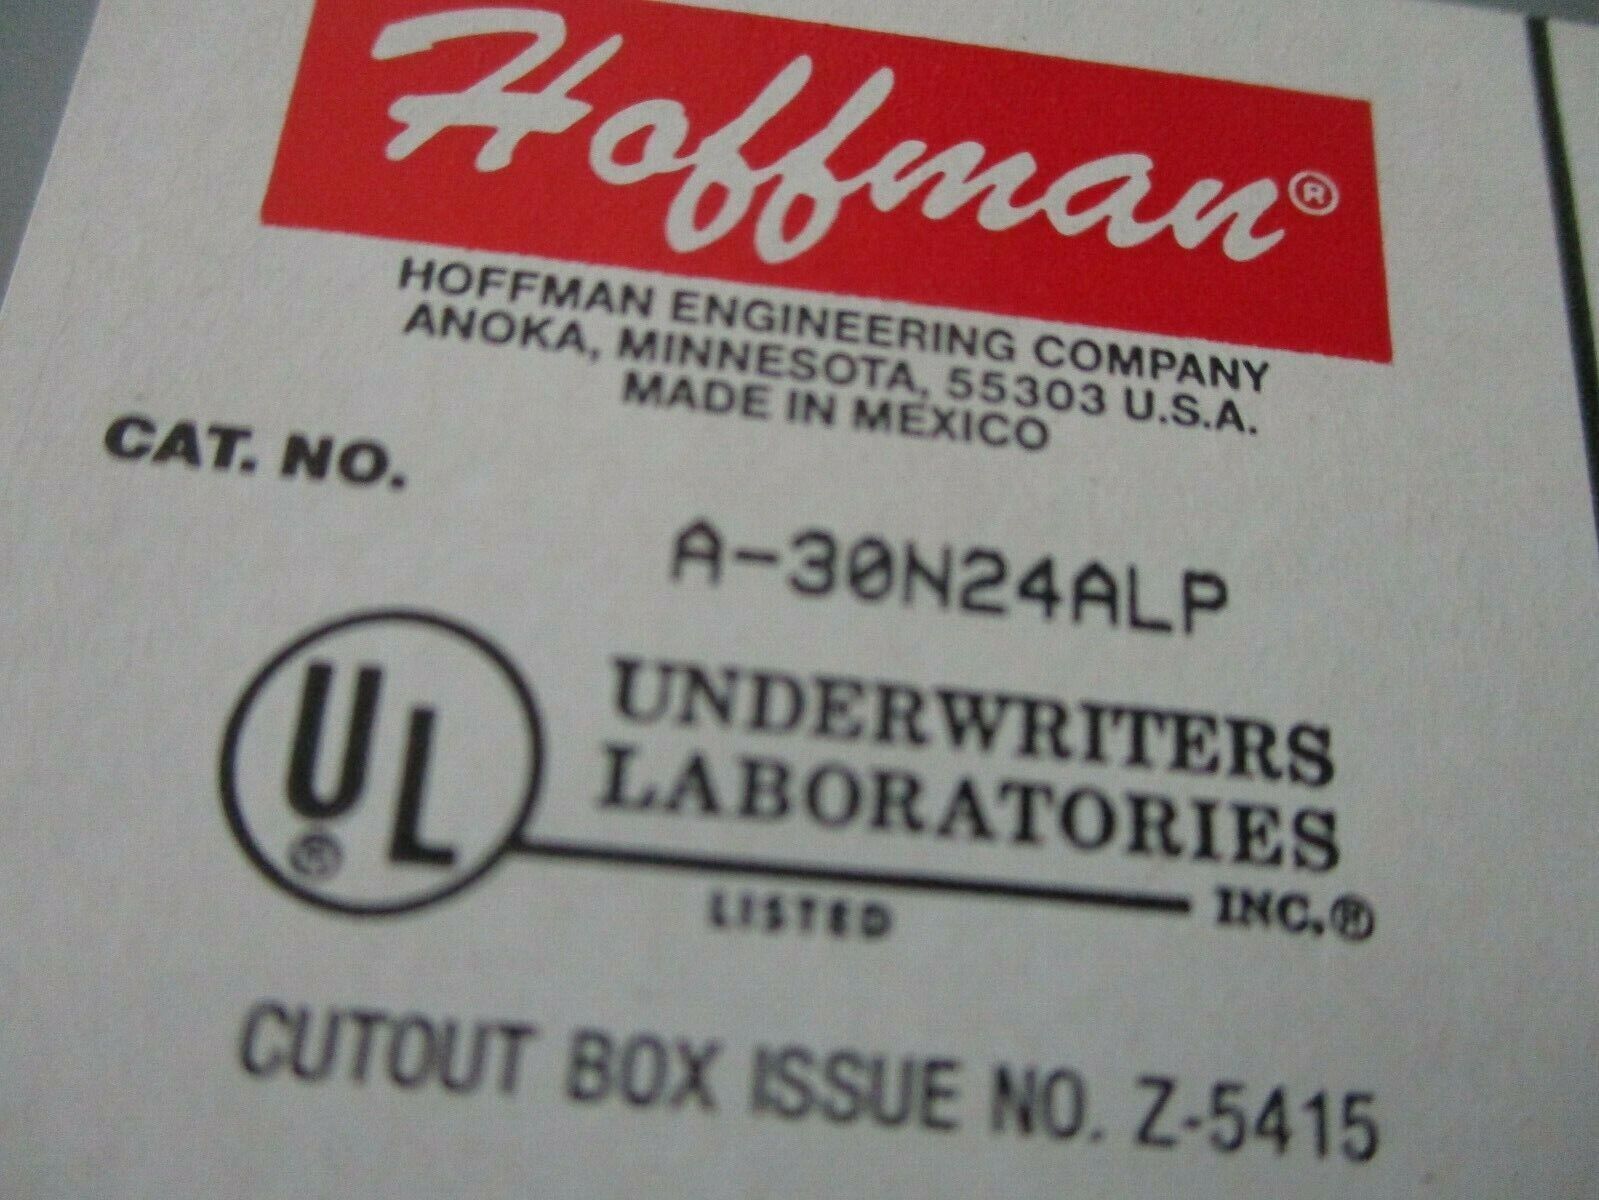 Hoffman®
HOFFMAN ENGINEERING COMPANY
ANOKA, MINNESOTA, 55303 U.S.A.
MADE IN MEXICO
CAT. NO.
A-30N24ALP
UL®
UNDERWRITERS
LABORATORIES
INC.®
LISTED
CUTOUT BOX ISSUE NO. Z-5415